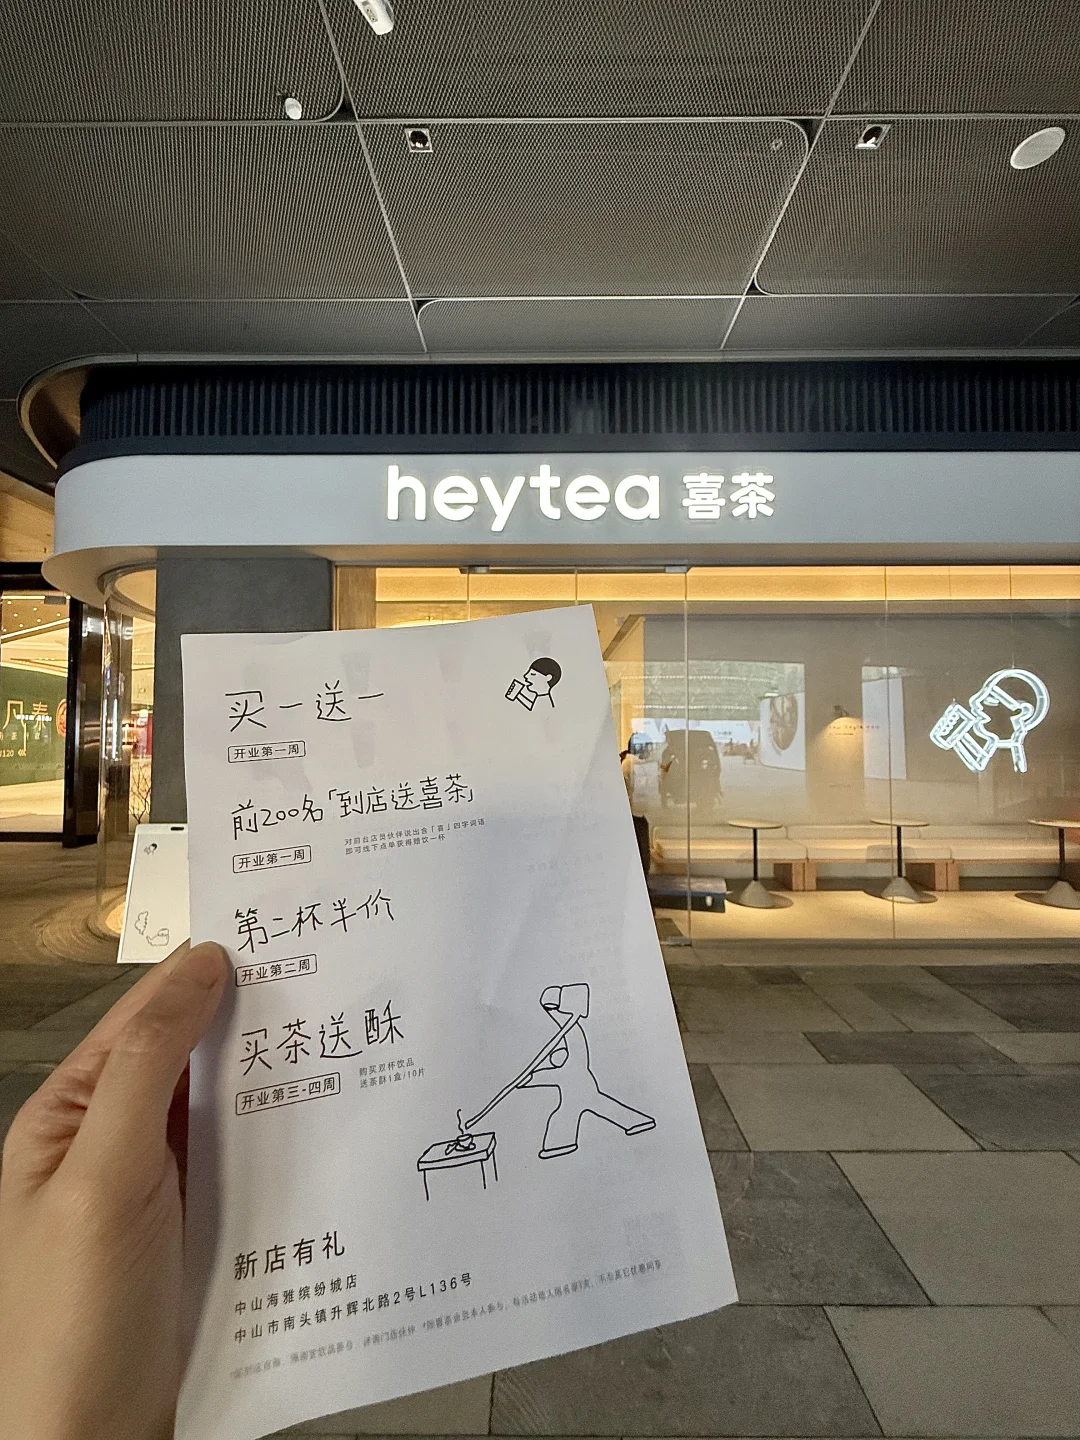 heytea 喜茶
买一送一
开业第一周
前200名「到店送喜茶」
开业第一周
对前台店员伙伴说出含「喜」四字词语
即可线下点单获得赠饮一杯
第二杯半价
开业第二周
买茶送酥
开业第三-四周
购买双杯饮品
送茶酥1盒/10片
新店有礼
中山海雅缤纷城店
中山市南头镇升辉北路2号L136号